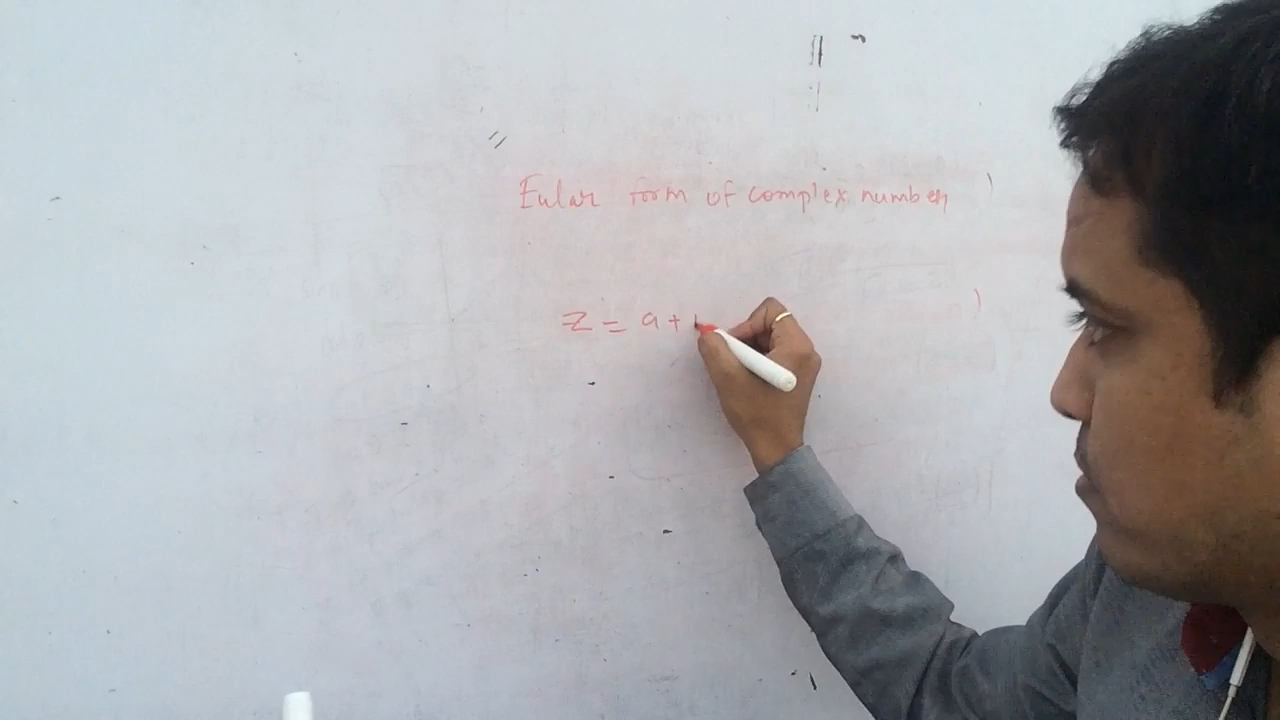 Eular form of complex number
Z = a +